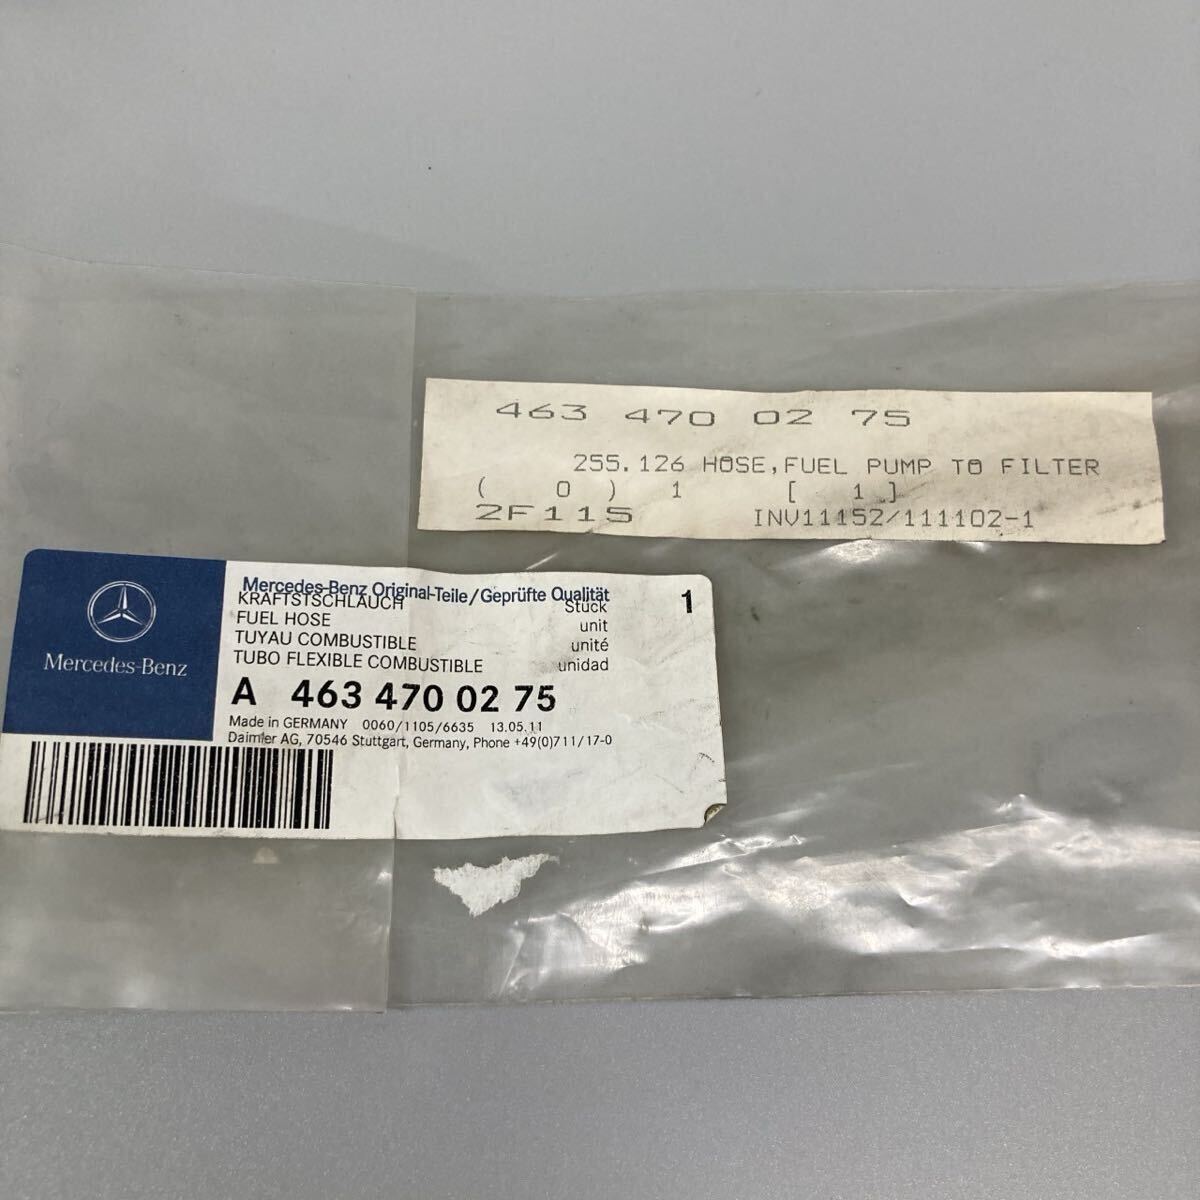 463 470 02 75
255.126 HOSE,FUEL PUMP TO FILTER
( 0 ) 1 [ 1 ]
2F115 INV11152/111102-1
Mercedes-Benz
Mercedes-Benz Original-Teile/Geprüfte Qualität
KRAFTSTSCHLAUCH Stück 1
FUEL HOSE unit
TUYAU COMBUSTIBLE unité
TUBO FLEXIBLE COMBUSTIBLE unidad
A 463 470 02 75
Made in GERMANY 0060/1105/6635 13.05.11
Daimler AG, 70546 Stuttgart, Germany, Phone +49(0)711/17-0